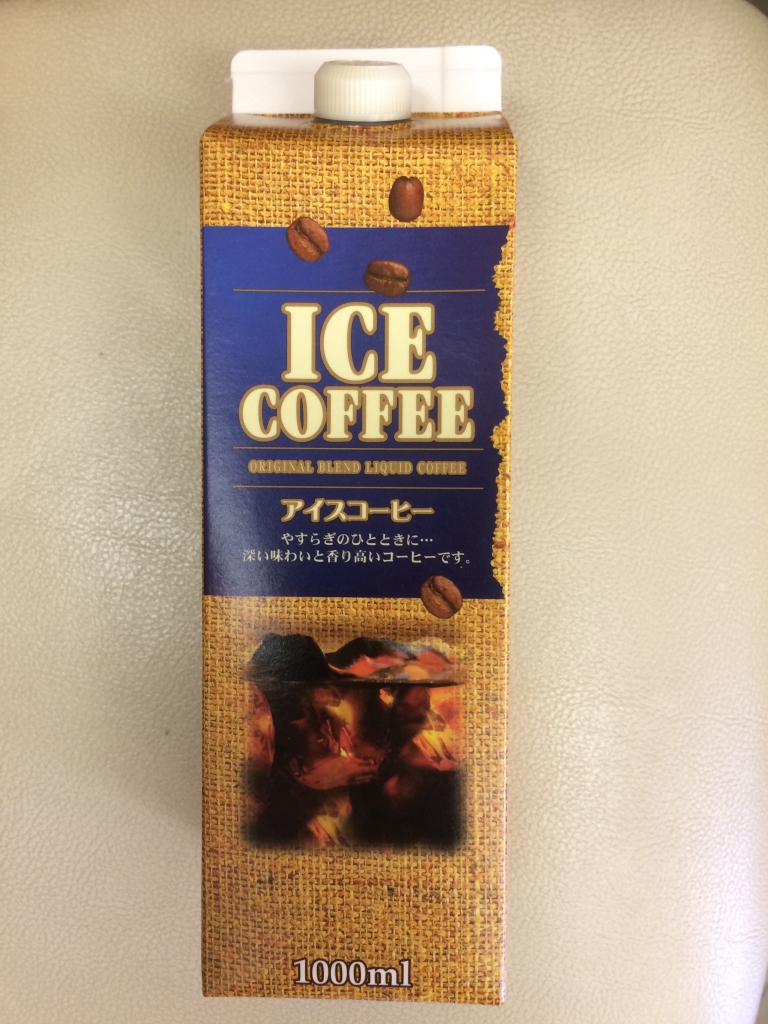 ICE
COFFEE
ORIGINAL BLEND LIQUID COFFEE
アイスコーヒー
やすらぎのひとときに…
深い味わいと香り高いコーヒーです。
1000ml